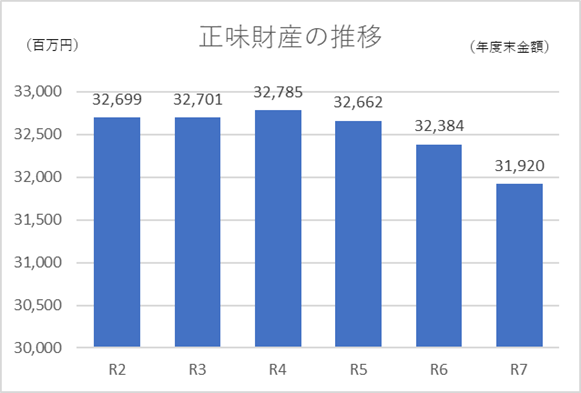 正味財産の推移
（百万円）
（年度末金額）
33,000
32,500
32,000
31,500
31,000
30,500
30,000
32,699
32,701
32,785
32,662
32,384
31,920
R2
R3
R4
R5
R6
R7